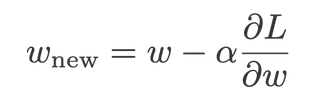 w_new = w − α ∂L/∂w